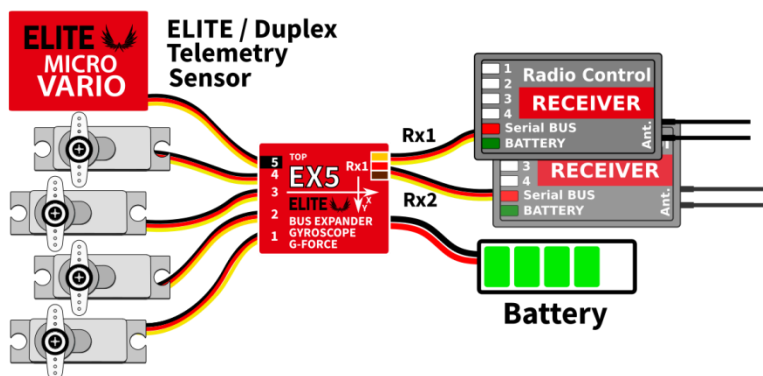 ELITE
MICRO
VARIO
ELITE / Duplex
Telemetry
Sensor
5
4
3
2
1
TOP
Rx1
EX5
X
Y
ELITE
BUS EXPANDER
GYROSCOPE
G-FORCE
Rx1
Rx2
1
2
3
4
Radio Control
RECEIVER
Serial BUS
BATTERY
Ant.
3
4
RECEIVER
Serial BUS
BATTERY
Ant.
Battery